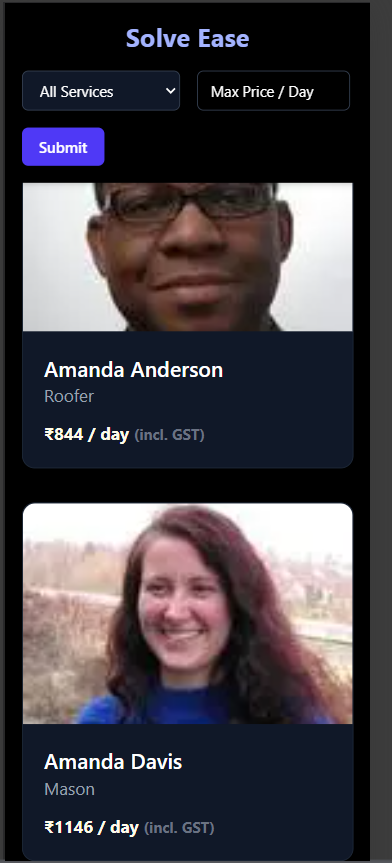 Solve Ease
All Services
Max Price / Day
Submit
Amanda Anderson
Roofer
₹844 / day (incl. GST)
Amanda Davis
Mason
₹1146 / day (incl. GST)